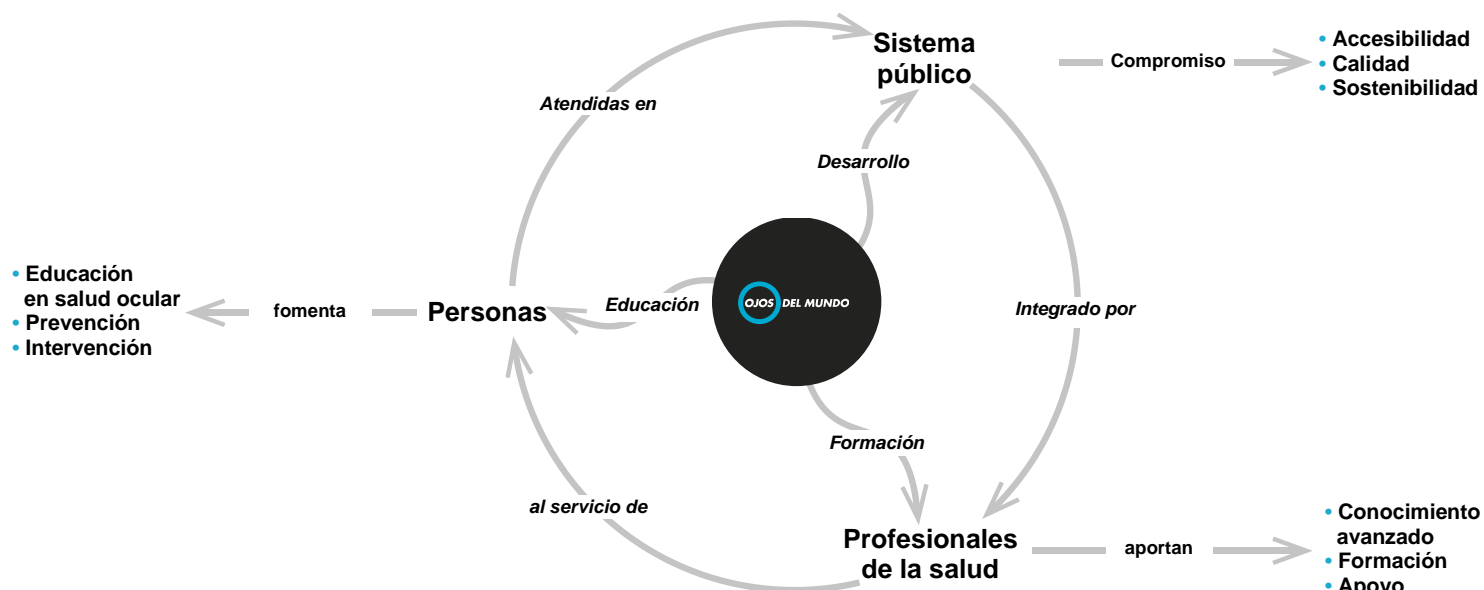 Sistema
público
Compromiso
• Accesibilidad
• Calidad
• Sostenibilidad
Atendidas en
Desarrollo
• Educación
en salud ocular
• Prevención
• Intervención
fomenta
Personas
Educación
OJOS DEL MUNDO
Integrado por
Formación
al servicio de
Profesionales
de la salud
aportan
• Conocimiento
avanzado
• Formación
• Apoyo